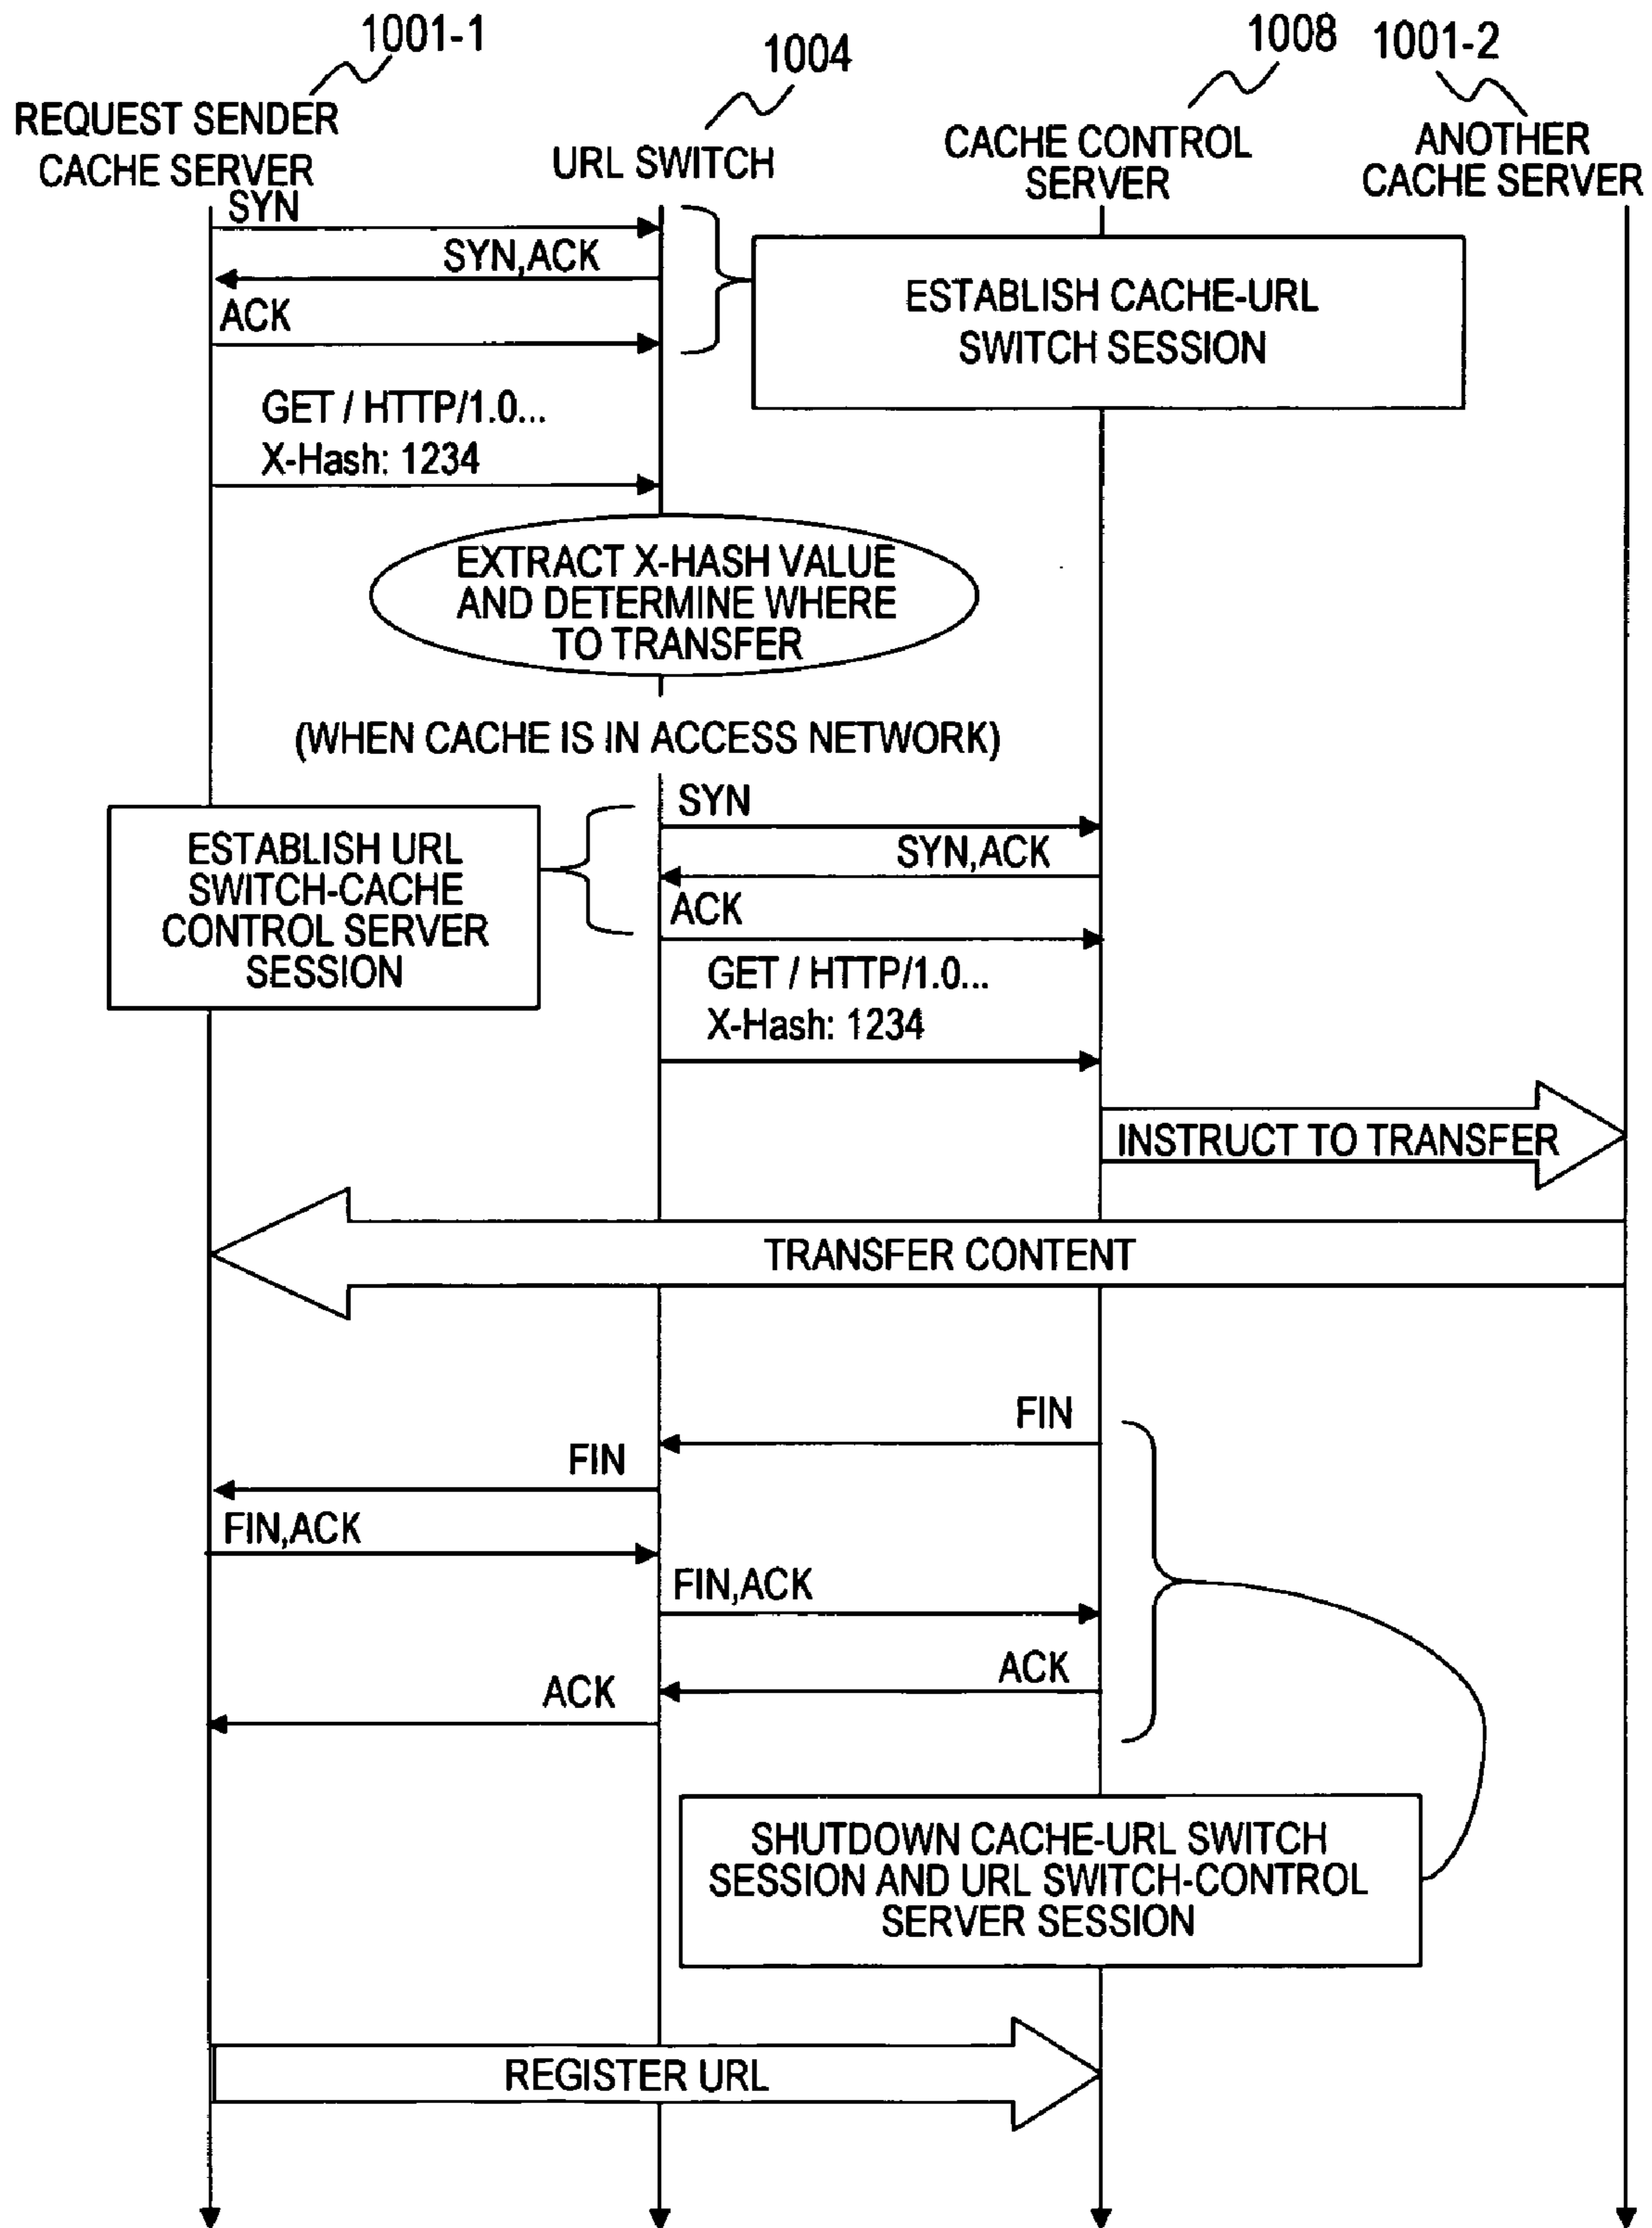 1001-1
1004
1008
1001-2
REQUEST SENDER
CACHE SERVER
URL SWITCH
CACHE CONTROL
SERVER
ANOTHER
CACHE SERVER
SYN
SYN,ACK
ACK
ESTABLISH CACHE-URL
SWITCH SESSION
GET / HTTP/1.0...
X-Hash: 1234
EXTRACT X-HASH VALUE
AND DETERMINE WHERE
TO TRANSFER
(WHEN CACHE IS IN ACCESS NETWORK)
SYN
SYN,ACK
ACK
ESTABLISH URL
SWITCH-CACHE
CONTROL SERVER
SESSION
GET / HTTP/1.0...
X-Hash: 1234
INSTRUCT TO TRANSFER
TRANSFER CONTENT
FIN
FIN
FIN,ACK
FIN,ACK
ACK
ACK
SHUTDOWN CACHE-URL SWITCH
SESSION AND URL SWITCH-CONTROL
SERVER SESSION
REGISTER URL